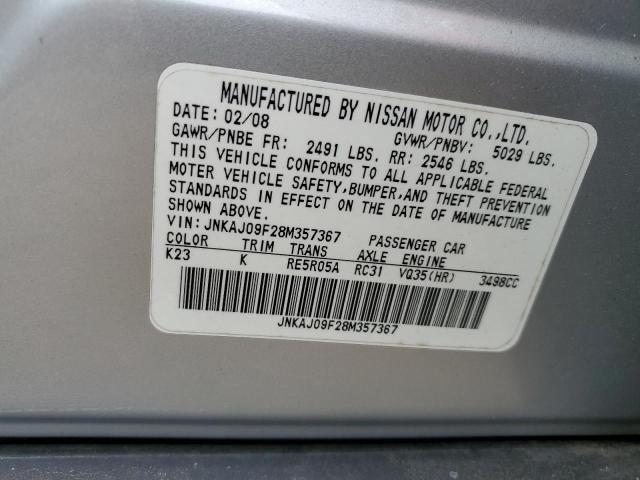 MANUFACTURED BY NISSAN MOTOR CO.,LTD.
DATE: 02/08 GVWR/PNBV: 5029 LBS.
GAWR/PNBE FR: 2491 LBS. RR: 2546 LBS.
THIS VEHICLE CONFORMS TO ALL APPLICABLE FEDERAL
MOTOR VEHICLE SAFETY,BUMPER,AND THEFT PREVENTION
STANDARDS IN EFFECT ON THE DATE OF MANUFACTURE
SHOWN ABOVE.
VIN:JNKAJ09F28M357367 PASSENGER CAR
COLOR TRIM TRANS AXLE ENGINE
K23 K RE5R05A RC31 VQ35(HR) 3498CC
JNKAJ09F28M357367